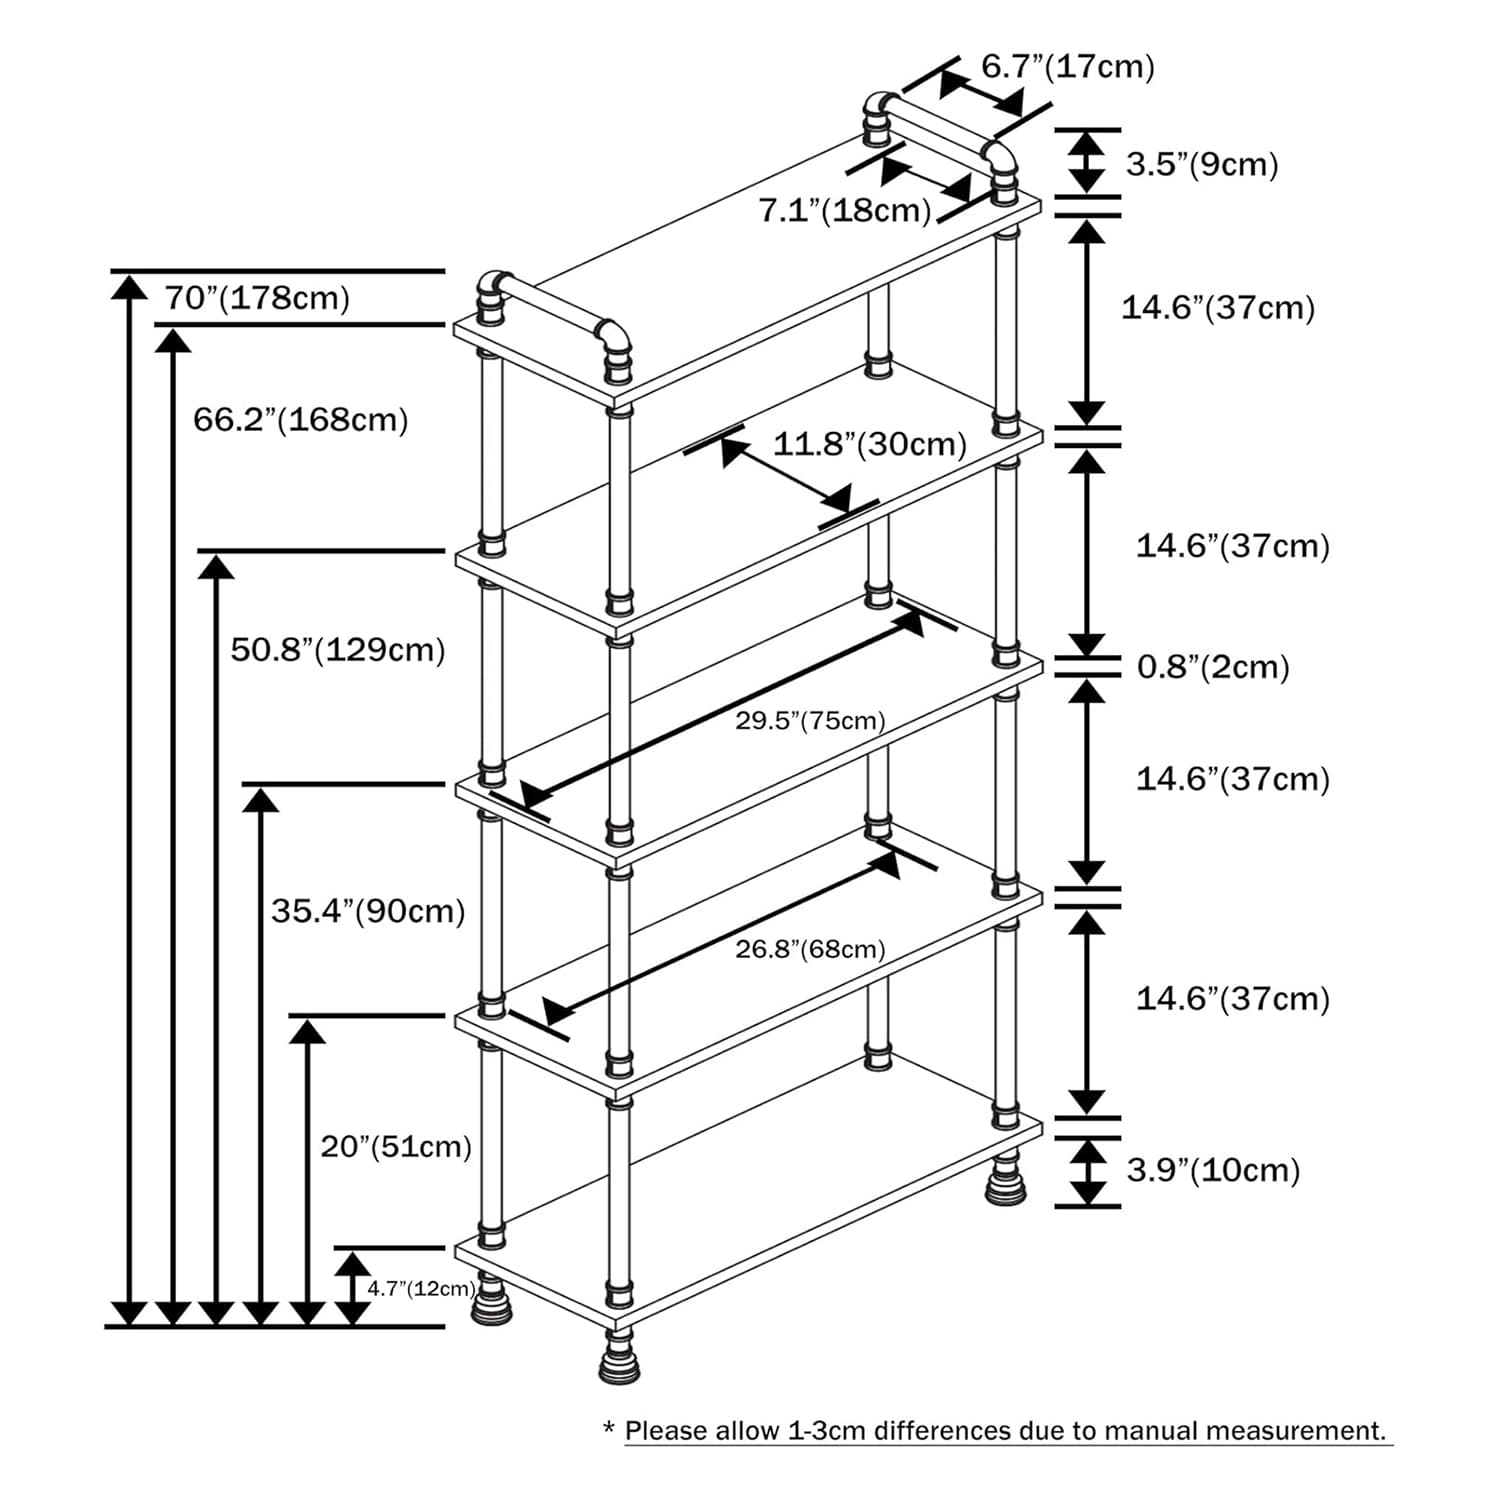 6.7”(17cm)
3.5”(9cm)
7.1”(18cm)
70”(178cm)
14.6”(37cm)
66.2”(168cm)
11.8”(30cm)
14.6”(37cm)
50.8”(129cm)
0.8”(2cm)
29.5”(75cm)
14.6”(37cm)
35.4”(90cm)
26.8”(68cm)
14.6”(37cm)
20”(51cm)
3.9”(10cm)
4.7”(12cm)
* Please allow 1-3cm differences due to manual measurement.